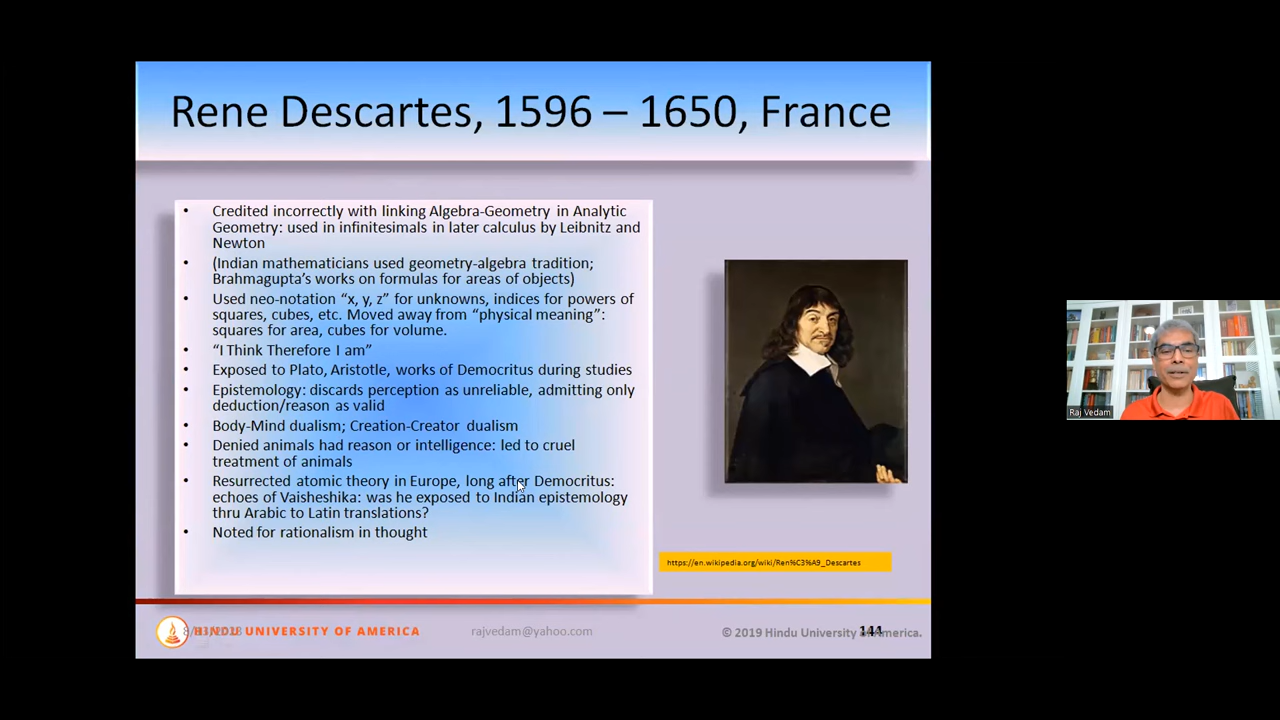 Rene Descartes, 1596 – 1650, France
• Credited incorrectly with linking Algebra-Geometry in Analytic
Geometry: used in infinitesimals in later calculus by Leibnitz and
Newton
• (Indian mathematicians used geometry-algebra tradition;
Brahmagupta's works on formulas for areas of objects)
• Used neo-notation “x, y, z” for unknowns, indices for powers of
squares, cubes, etc. Moved away from “physical meaning”:
squares for area, cubes for volume.
• “I Think Therefore I am”
• Exposed to Plato, Aristotle, works of Democritus during studies
• Epistemology: discards perception as unreliable, admitting only
deduction/reason as valid
• Body-Mind dualism; Creation-Creator dualism
• Denied animals had reason or intelligence: led to cruel
treatment of animals
• Resurrected atomic theory in Europe, long after Democritus:
echoes of Vaisheshika: was he exposed to Indian epistemology
thru Arabic to Latin translations?
• Noted for rationalism in thought
https://en.wikipedia.org/wiki/Ren%C3%A9_Descartes
HINDU UNIVERSITY OF AMERICA
rajvedam@yahoo.com
© 2019 Hindu University of America.
144
Raj Vedam